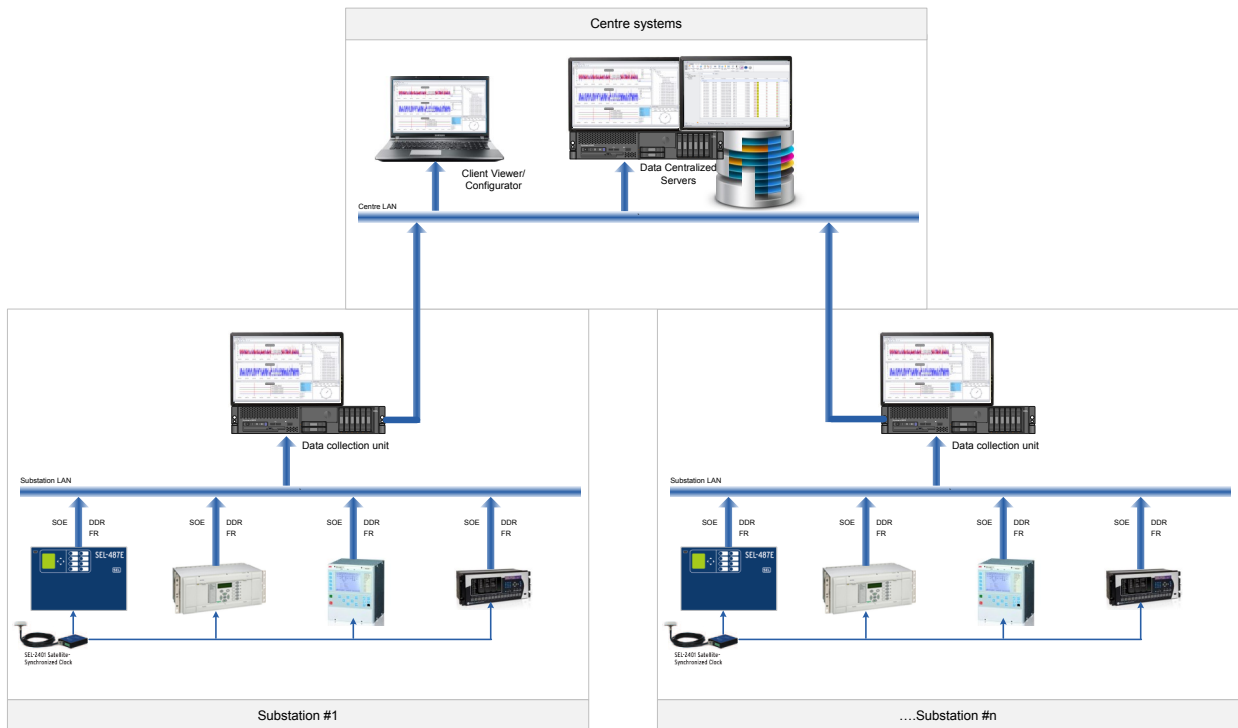 Centre systems
Client Viewer/
Configurator
Data Centralized
Servers
Centre LAN
Data collection unit
Substation LAN
SOE DDR
FR
SOE DDR
FR
SOE DDR
FR
SOE DDR
FR
SEL-487E
SEL
SEL-2401 Satellite-
Synchronized Clock
Substation #1
Data collection unit
Substation LAN
SOE DDR
FR
SOE DDR
FR
SOE DDR
FR
SOE DDR
FR
SEL-487E
SEL
SEL-2401 Satellite-
Synchronized Clock
....Substation #n